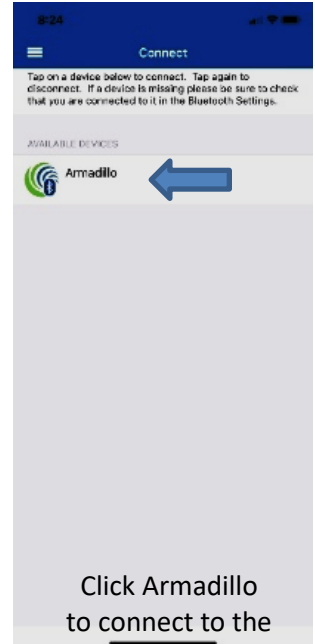 8:24
Connect
Tap on a device below to connect. Tap again to
disconnect. If a device is missing please be sure to check
that you are connected to it in the Bluetooth Settings.
AVAILABLE DEVICES
Armadillo
Click Armadillo
to connect to the